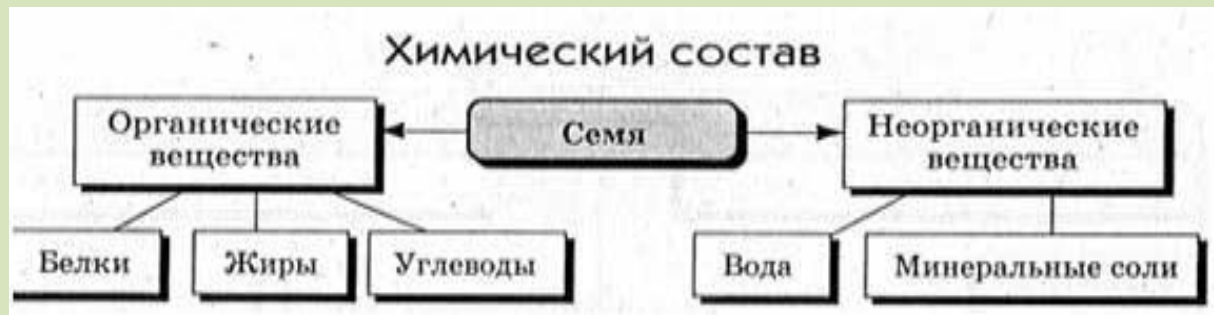 Химический состав
Органические
вещества
Семя
Неорганические
вещества
Белки
Жиры
Углеводы
Вода
Минеральные соли